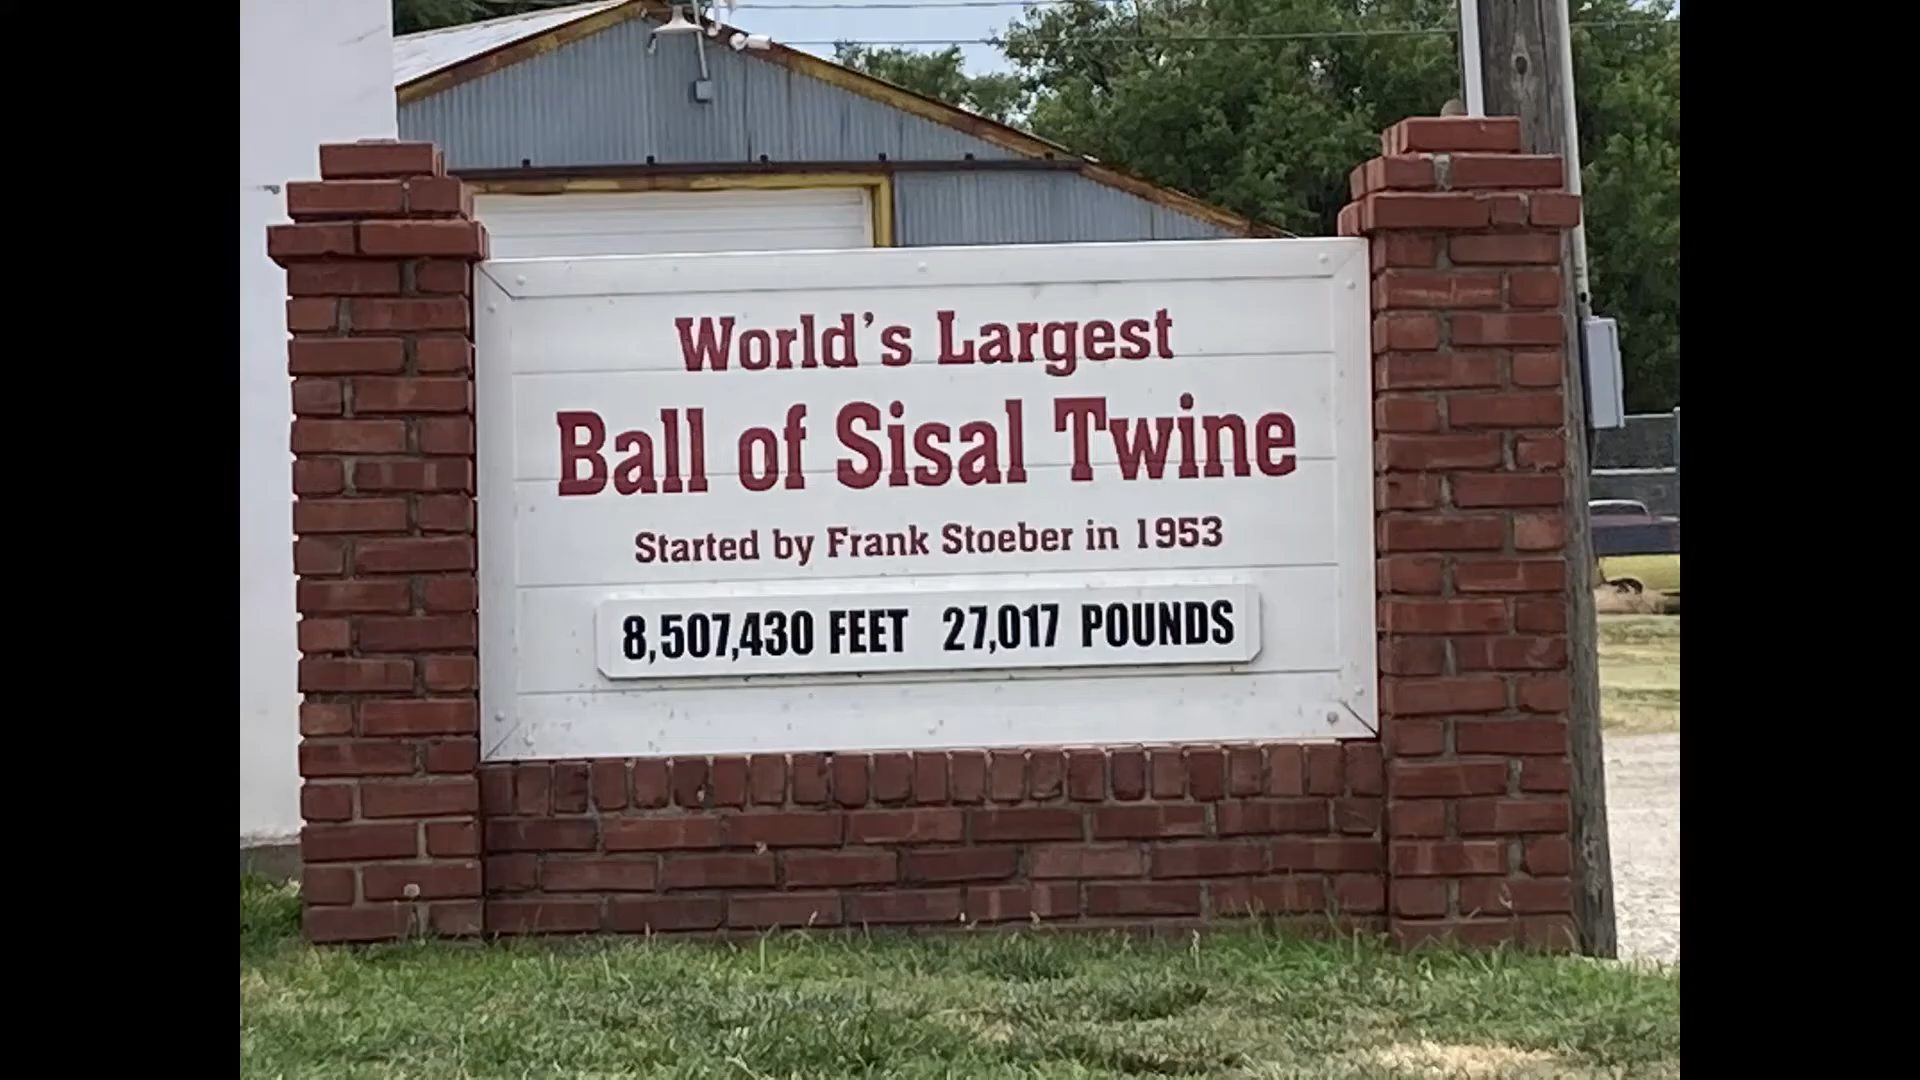 World's Largest
Ball of Sisal Twine
Started by Frank Stoeber in 1953
8,507,430 FEET 27,017 POUNDS